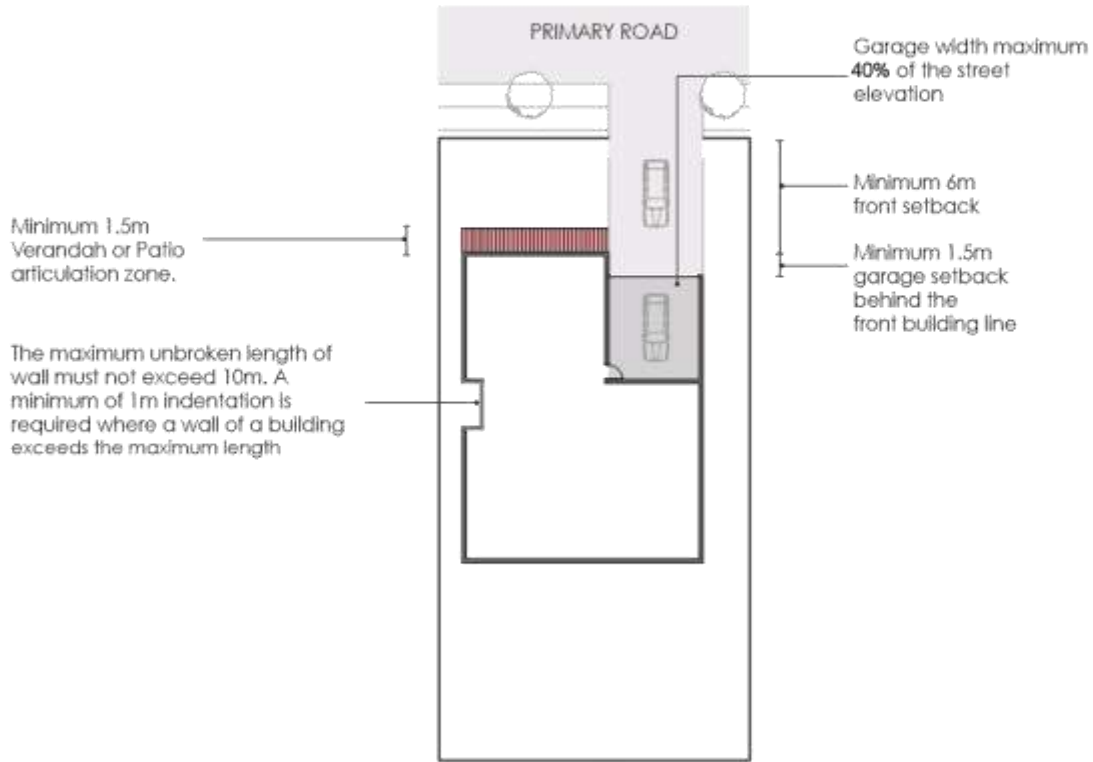 PRIMARY ROAD
Garage width maximum
40% of the street
elevation
Minimum 6m
front setback
Minimum 1.5m
Verandah or Patio
articulation zone.
Minimum 1.5m
garage setback
behind the
front building line
The maximum unbroken length of
wall must not exceed 10m. A
minimum of 1m indentation is
required where a wall of a building
exceeds the maximum length